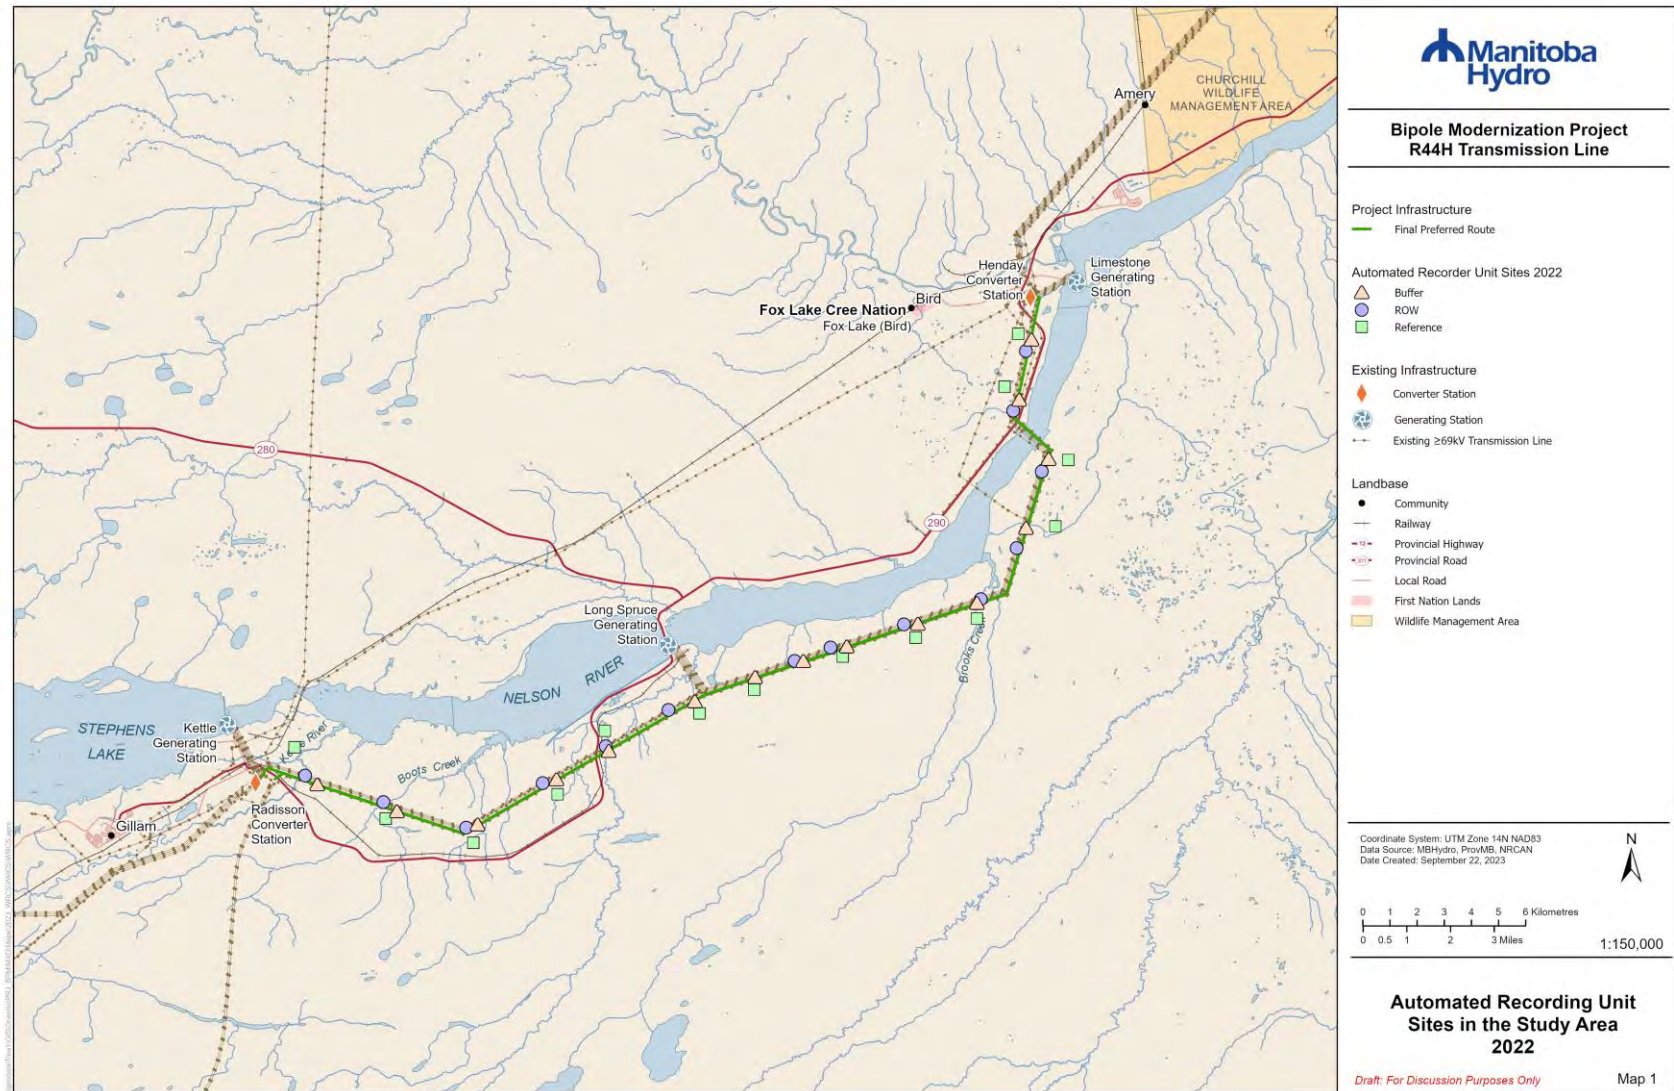 CHURCHILL
WILDLIFE
MANAGEMENT AREA
Amery
Henday
Converter
Station
Limestone
Generating
Station
Bird
Fox Lake Cree Nation
Fox Lake (Bird)
280
290
Long Spruce
Generating
Station
NELSON RIVER
Brooks Creek
STEPHENS
LAKE
Kettle
Generating
Station
Kettle River
Boots Creek
Radisson
Converter
Station
Gillam
Manitoba
Hydro
Bipole Modernization Project
R44H Transmission Line
Project Infrastructure
Final Preferred Route
Automated Recorder Unit Sites 2022
Buffer
ROW
Reference
Existing Infrastructure
Converter Station
Generating Station
Existing ≥69kV Transmission Line
Landbase
Community
Railway
12
Provincial Highway
Provincial Road
Local Road
First Nation Lands
Wildlife Management Area
Coordinate System: UTM Zone 14N NAD83
Data Source: MBHydro, ProvMB, NRCAN
Date Created: September 22, 2023
N
0 1 2 3 4 5 6 Kilometres
0 0.5 1 2 3 Miles
1:150,000
Automated Recording Unit
Sites in the Study Area
2022
Draft: For Discussion Purposes Only
Map 1